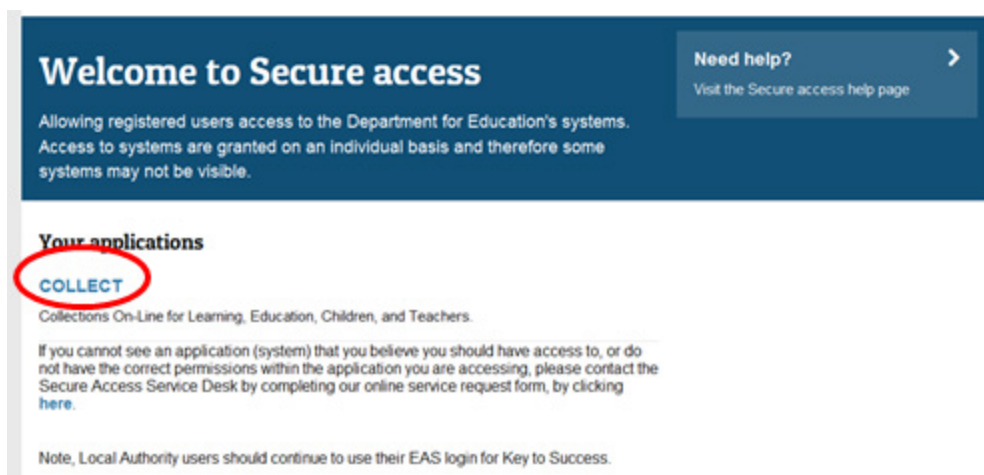 Welcome to Secure access
Need help?
Visit the Secure access help page
Allowing registered users access to the Department for Education's systems.
Access to systems are granted on an individual basis and therefore some
systems may not be visible.
Your applications
COLLECT
Collections On-Line for Learning, Education, Children, and Teachers.
If you cannot see an application (system) that you believe you should have access to, or do
not have the correct permissions within the application you are accessing, please contact the
Secure Access Service Desk by completing our online service request form, by clicking
here.
Note, Local Authority users should continue to use their EAS login for Key to Success.